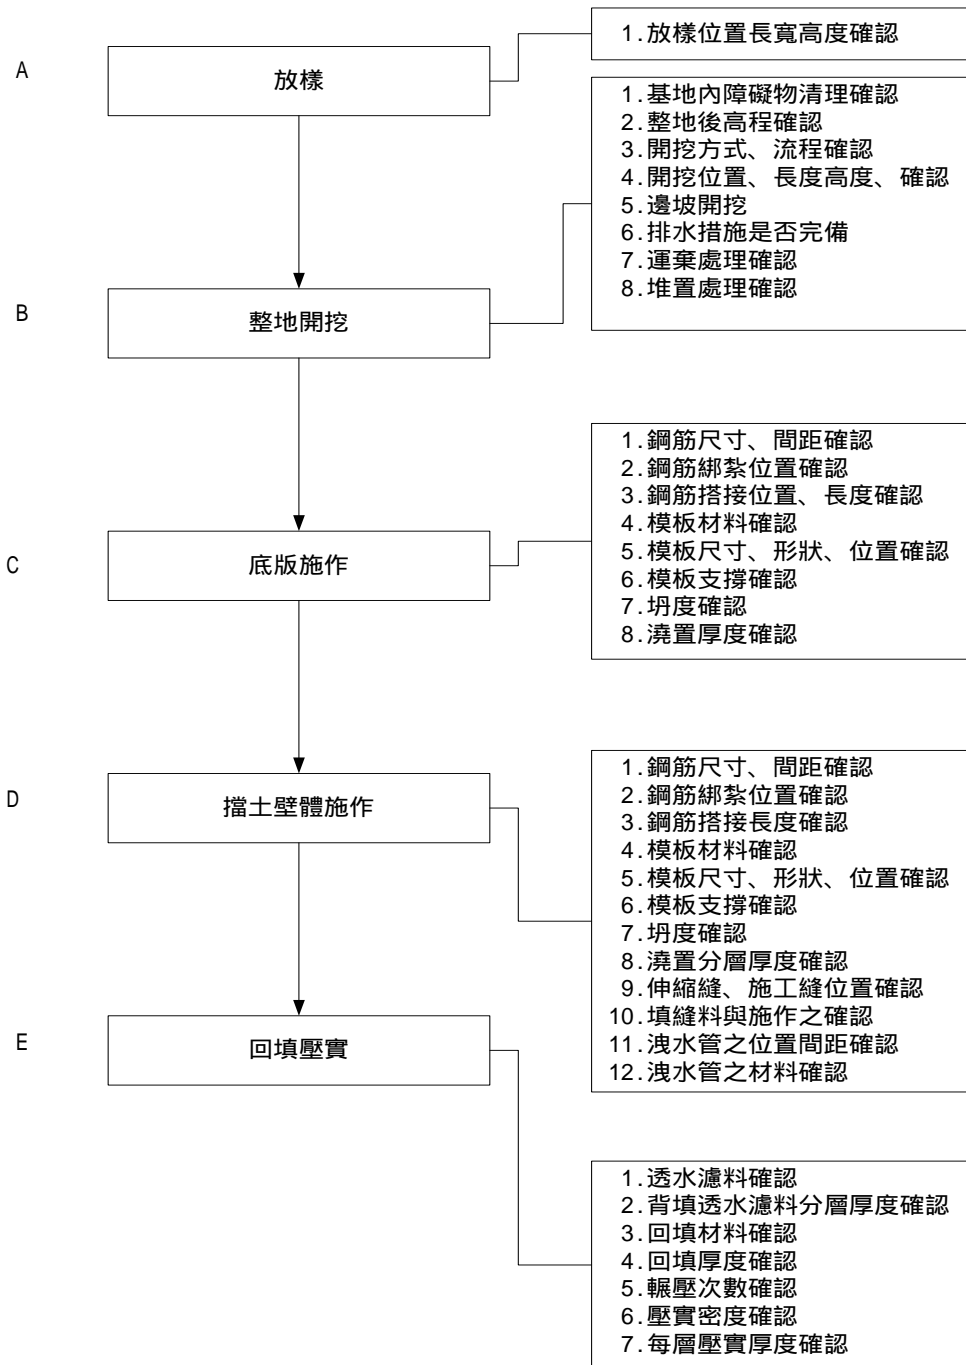 A
放樣
1.放樣位置長寬高度確認
B
整地開挖
1.基地內障礙物清理確認
2.整地後高程確認
3.開挖方式、流程確認
4.開挖位置、長度高度、確認
5.邊坡開挖
6.排水措施是否完備
7.運棄處理確認
8.堆置處理確認
C
底版施作
1.鋼筋尺寸、間距確認
2.鋼筋綁紮位置確認
3.鋼筋搭接位置、長度確認
4.模板材料確認
5.模板尺寸、形狀、位置確認
6.模板支撐確認
7.坍度確認
8.澆置厚度確認
D
擋土壁體施作
1.鋼筋尺寸、間距確認
2.鋼筋綁紮位置確認
3.鋼筋搭接長度確認
4.模板材料確認
5.模板尺寸、形狀、位置確認
6.模板支撐確認
7.坍度確認
8.澆置分層厚度確認
9.伸縮縫、施工縫位置確認
10.填縫料與施作之確認
11.洩水管之位置間距確認
12.洩水管之材料確認
E
回填壓實
1.透水濾料確認
2.背填透水濾料分層厚度確認
3.回填材料確認
4.回填厚度確認
5.輾壓次數確認
6.壓實密度確認
7.每層壓實厚度確認